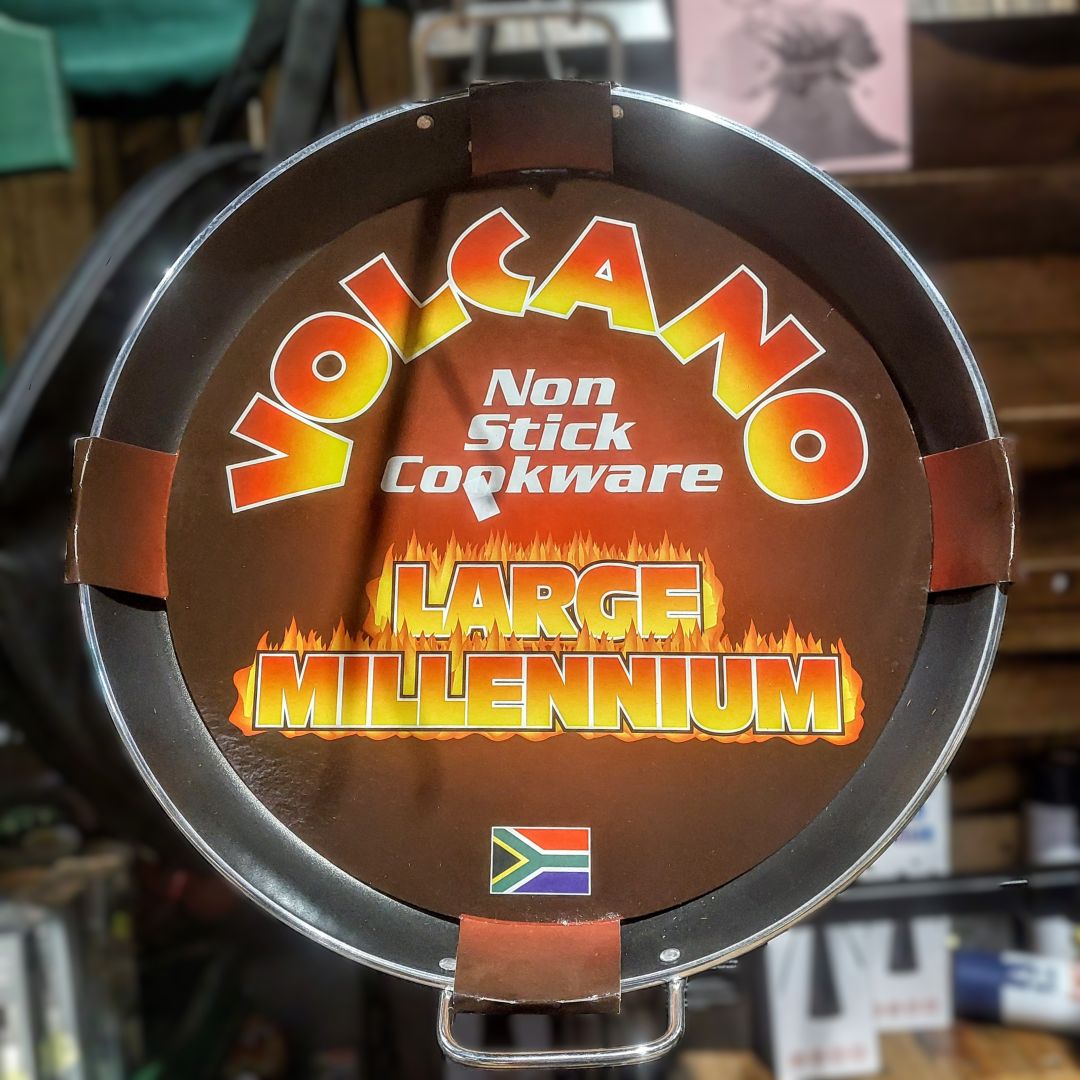 VOLCANO
Non
Stick
Cookware
LARGE
MILLENNIUM